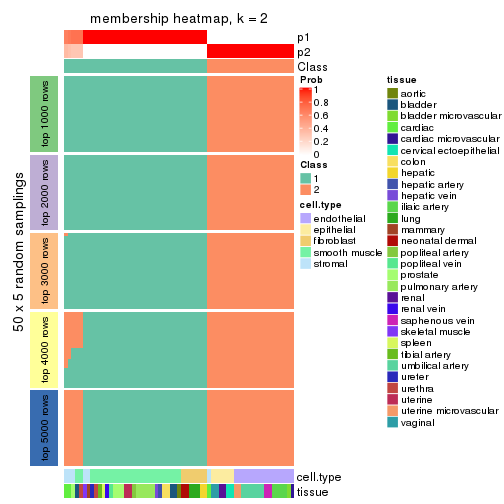 membership heatmap, k = 2
p1
p2
Class
50 x 5 random samplings
top 1000 rows
top 2000 rows
top 3000 rows
top 4000 rows
top 5000 rows
cell.type
tissue
Prob
1
0.8
0.6
0.4
0.2
0
Class
1
2
cell.type
endothelial
epithelial
fibroblast
smooth muscle
stromal
tissue
aortic
bladder
bladder microvascular
cardiac
cardiac microvascular
cervical ectoepithelial
colon
hepatic
hepatic artery
hepatic vein
iliaic artery
lung
mammary
neonatal dermal
popliteal artery
popliteal vein
prostate
pulmonary artery
renal
renal vein
saphenous vein
skeletal muscle
spleen
tibial artery
umbilical artery
ureter
urethra
uterine
uterine microvascular
vaginal